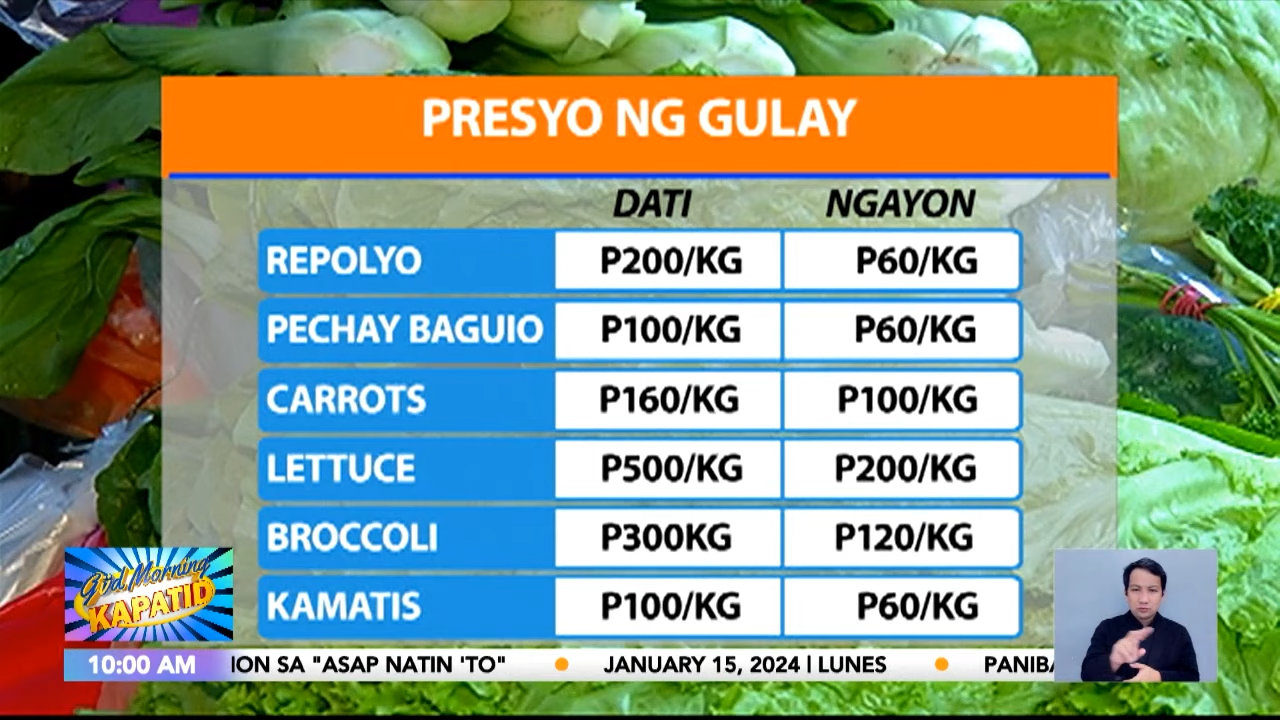 PRESYO NG GULAY
DATI NGAYON
REPOLYO P200/KG P60/KG
PECHAY BAGUIO P100/KG P60/KG
CARROTS P160/KG P100/KG
LETTUCE P500/KG P200/KG
BROCCOLI P300KG P120/KG
KAMATIS P100/KG P60/KG
Gud Morning
KAPATID
10:00 AM ION SA "ASAP NATIN 'TO" JANUARY 15, 2024 | LUNES PANIBA